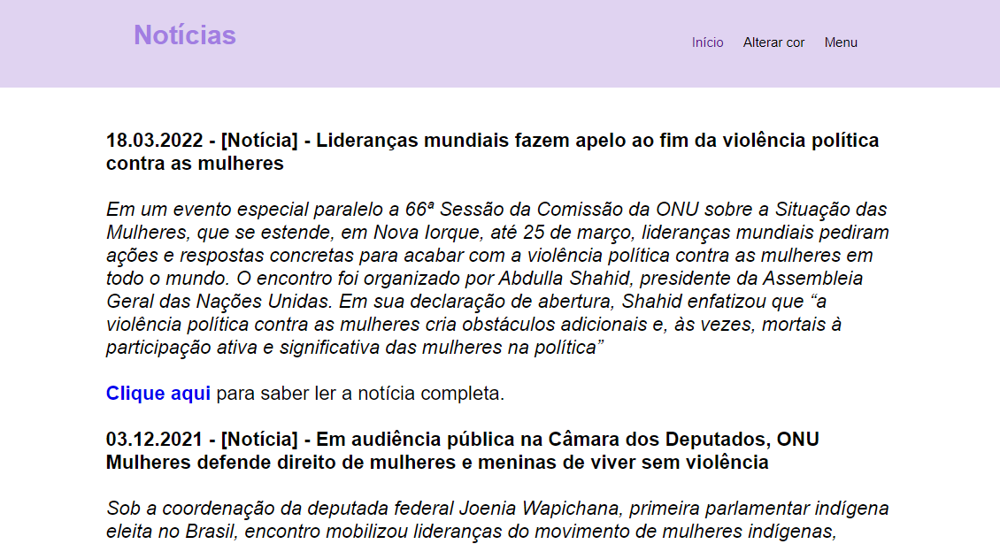 Notícias
Início Alterar cor Menu
18.03.2022 - [Notícia] - Lideranças mundiais fazem apelo ao fim da violência política
contra as mulheres
Em um evento especial paralelo a 66ª Sessão da Comissão da ONU sobre a Situação das
Mulheres, que se estende, em Nova Iorque, até 25 de março, lideranças mundiais pediram
ações e respostas concretas para acabar com a violência política contra as mulheres em
todo o mundo. O encontro foi organizado por Abdulla Shahid, presidente da Assembleia
Geral das Nações Unidas. Em sua declaração de abertura, Shahid enfatizou que “a
violência política contra as mulheres cria obstáculos adicionais e, às vezes, mortais à
participação ativa e significativa das mulheres na política”
Clique aqui para saber ler a notícia completa.
03.12.2021 - [Notícia] - Em audiência pública na Câmara dos Deputados, ONU
Mulheres defende direito de mulheres e meninas de viver sem violência
Sob a coordenação da deputada federal Joenia Wapichana, primeira parlamentar indígena
eleita no Brasil, encontro mobilizou lideranças do movimento de mulheres indígenas,